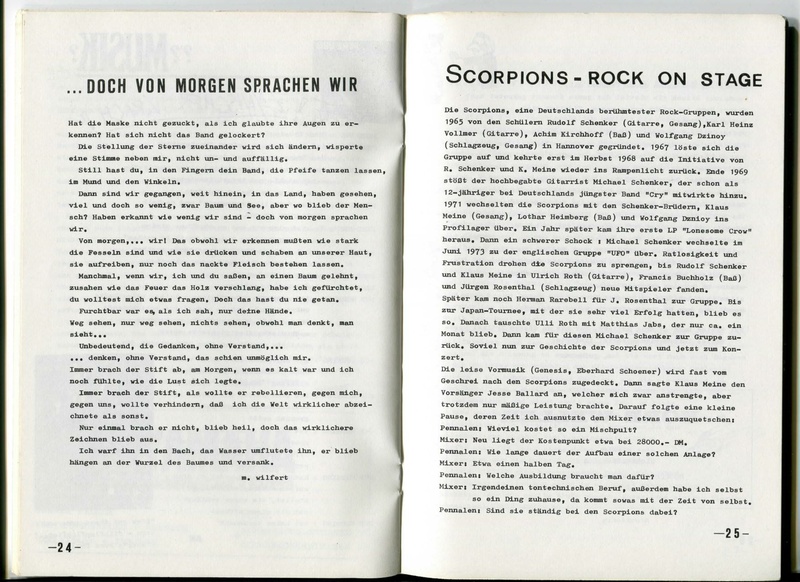 ...DOCH VON MORGEN SPRACHEN WIR
Hat die Maske nicht gezuckt, als ich glaubte ihre Augen zu er-
kennen? Hat sich nicht das Band gelockert?
Die Stellung der Sterne zueinander wird sich ändern, wisperte
eine Stimme neben mir, nicht un- und auffällig.
Still hast du, in den Fingern dein Band, die Pfeife tanzen lassen,
im Mund und den Winkeln.
Dann sind wir gegangen, weit hinein, in das Land, haben gesehen,
viel und doch so wenig, zwar Baum und See, aber wo blieb der Men-
sch? Haben erkannt wie wenig wir sind - doch von morgen sprachen
wir.
Von morgen,... wir! Das obwohl wir erkennen mußten wie stark
die Fesseln sind und wie sie drücken und schaben an unserer Haut,
sie aufreiben, nur noch das nackte Fleisch bestehen lassen.
Manchmal, wenn wir, ich und du saßen, an einen Baum gelehnt,
zusahen wie das Feuer das Holz verschlang, habe ich gefürchtet,
du wolltest mich etwas fragen. Doch das hast du nie getan.
Furchtbar war es, als ich sah, nur deine Hände.
Weg sehen, nur weg sehen, nichts sehen, obwohl man denkt, man
sieht...
Unbedeutend, die Gedanken, ohne Verstand,...
... denken, ohne Verstand, das schien unmöglich mir.
Immer brach der Stift ab, am Morgen, wenn es kalt war und ich
noch fühlte, wie die Lust sich legte.
Immer brach der Stift, als wollte er rebellieren, gegen mich,
gegen uns, wollte verhindern, daß ich die Welt wirklicher abzei-
chnete als sonst.
Nur einmal brach er nicht, blieb heil, doch das wirklichere
Zeichnen blieb aus.
Ich warf ihn in den Bach, das Wasser umflutete ihn, er blieb
hängen an der Wurzel des Baumes und versank.
m. wilfert
—24—
SCORPIONS - ROCK ON STAGE
Die Scorpions, eine Deutschlands berühmtester Rock-Gruppen, wurden
1965 von den Schülern Rudolf Schenker (Gitarre, Gesang),Karl Heinz
Vollmer (Gitarre), Achim Kirchhoff (Baß) und Wolfgang Dzinoy
(Schlagzeug, Gesang) in Hannover gegründet. 1967 löste sich die
Gruppe auf und kehrte erst im Herbst 1968 auf die Initiative von
R. Schenker und K. Meine wieder ins Rampenlicht zurück. Ende 1969
stößt der hochbegabte Gitarrist Michael Schenker, der schon als
12-jähriger bei Deutschlands jüngster Band "Cry" mitwirkte hinzu.
1971 wechselten die Scorpions mit den Schenker-Brüdern, Klaus
Meine (Gesang), Lothar Heimberg (Baß) und Wolfgang Dznioy ins
Profilager über. Ein Jahr später kam ihre erste LP "Lonesome Crow"
heraus. Dann ein schwerer Schock : Michael Schenker wechselte im
Juni 1973 zu der englischen Gruppe "UFO" über. Ratlosigkeit und
Frustration drohen die Scorpions zu sprengen, bis Rudolf Schenker
und Klaus Meine in Ulrich Roth (Gitarre), Francis Buchholz (Baß)
und Jürgen Rosenthal (Schlagzeug) neue Mitspieler fanden.
Später kam noch Herman Rarebell für J. Rosenthal zur Gruppe. Bis
zur Japan-Tournee, mit der sie sehr viel Erfolg hatten, blieb es
so. Danach tauschte Ulli Roth mit Matthias Jabs, der nur ca. ein
Monat blieb. Dann kam für diesen Michael Schenker zur Gruppe zu-
rück. Soviel nun zur Geschichte der Scorpions und jetzt zum Kon-
zert.
Die leise Vormusik (Genesis, Eberhard Schoener) wird fast vom
Geschrei nach den Scorpions zugedeckt. Dann sagte Klaus Meine den
Vorsänger Jesse Ballard an, welcher sich zwar anstrengte, aber
trotzdem nur mäßige Leistung brachte. Darauf folgte eine kleine
Pause, deren Zeit ich ausnutzte den Mixer etwas auszuquetschen:
Pennalen: Wieviel kostet so ein Mischpult?
Mixer: Neu liegt der Kostenpunkt etwa bei 28000.- DM.
Pennalen: Wie lange dauert der Aufbau einer solchen Anlage?
Mixer: Etwa einen halben Tag.
Pennalen: Welche Ausbildung braucht man dafür?
Mixer: Irgendeinen tontechnischen Beruf, außerdem habe ich selbst
so ein Ding zuhause, da kommt sowas mit der Zeit von selbst.
Pennalen: Sind sie ständig bei den Scorpions dabei?
—25—